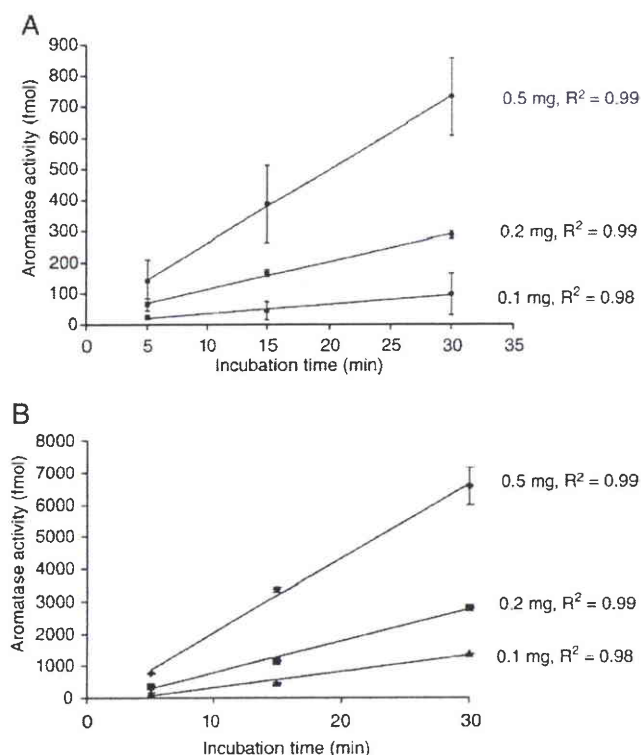 A
900
800
700
600
500
400
300
200
100
0
Aromatase activity (fmol)
0 5 10 15 20 25 30 35
Incubation time (min)
0.5 mg, R² = 0.99
0.2 mg, R² = 0.99
0.1 mg, R² = 0.98
B
8000
7000
6000
5000
4000
3000
2000
1000
0
Aromatase activity (fmol)
0 10 20 30
Incubation time (min)
0.5 mg, R² = 0.99
0.2 mg, R² = 0.99
0.1 mg, R² = 0.98